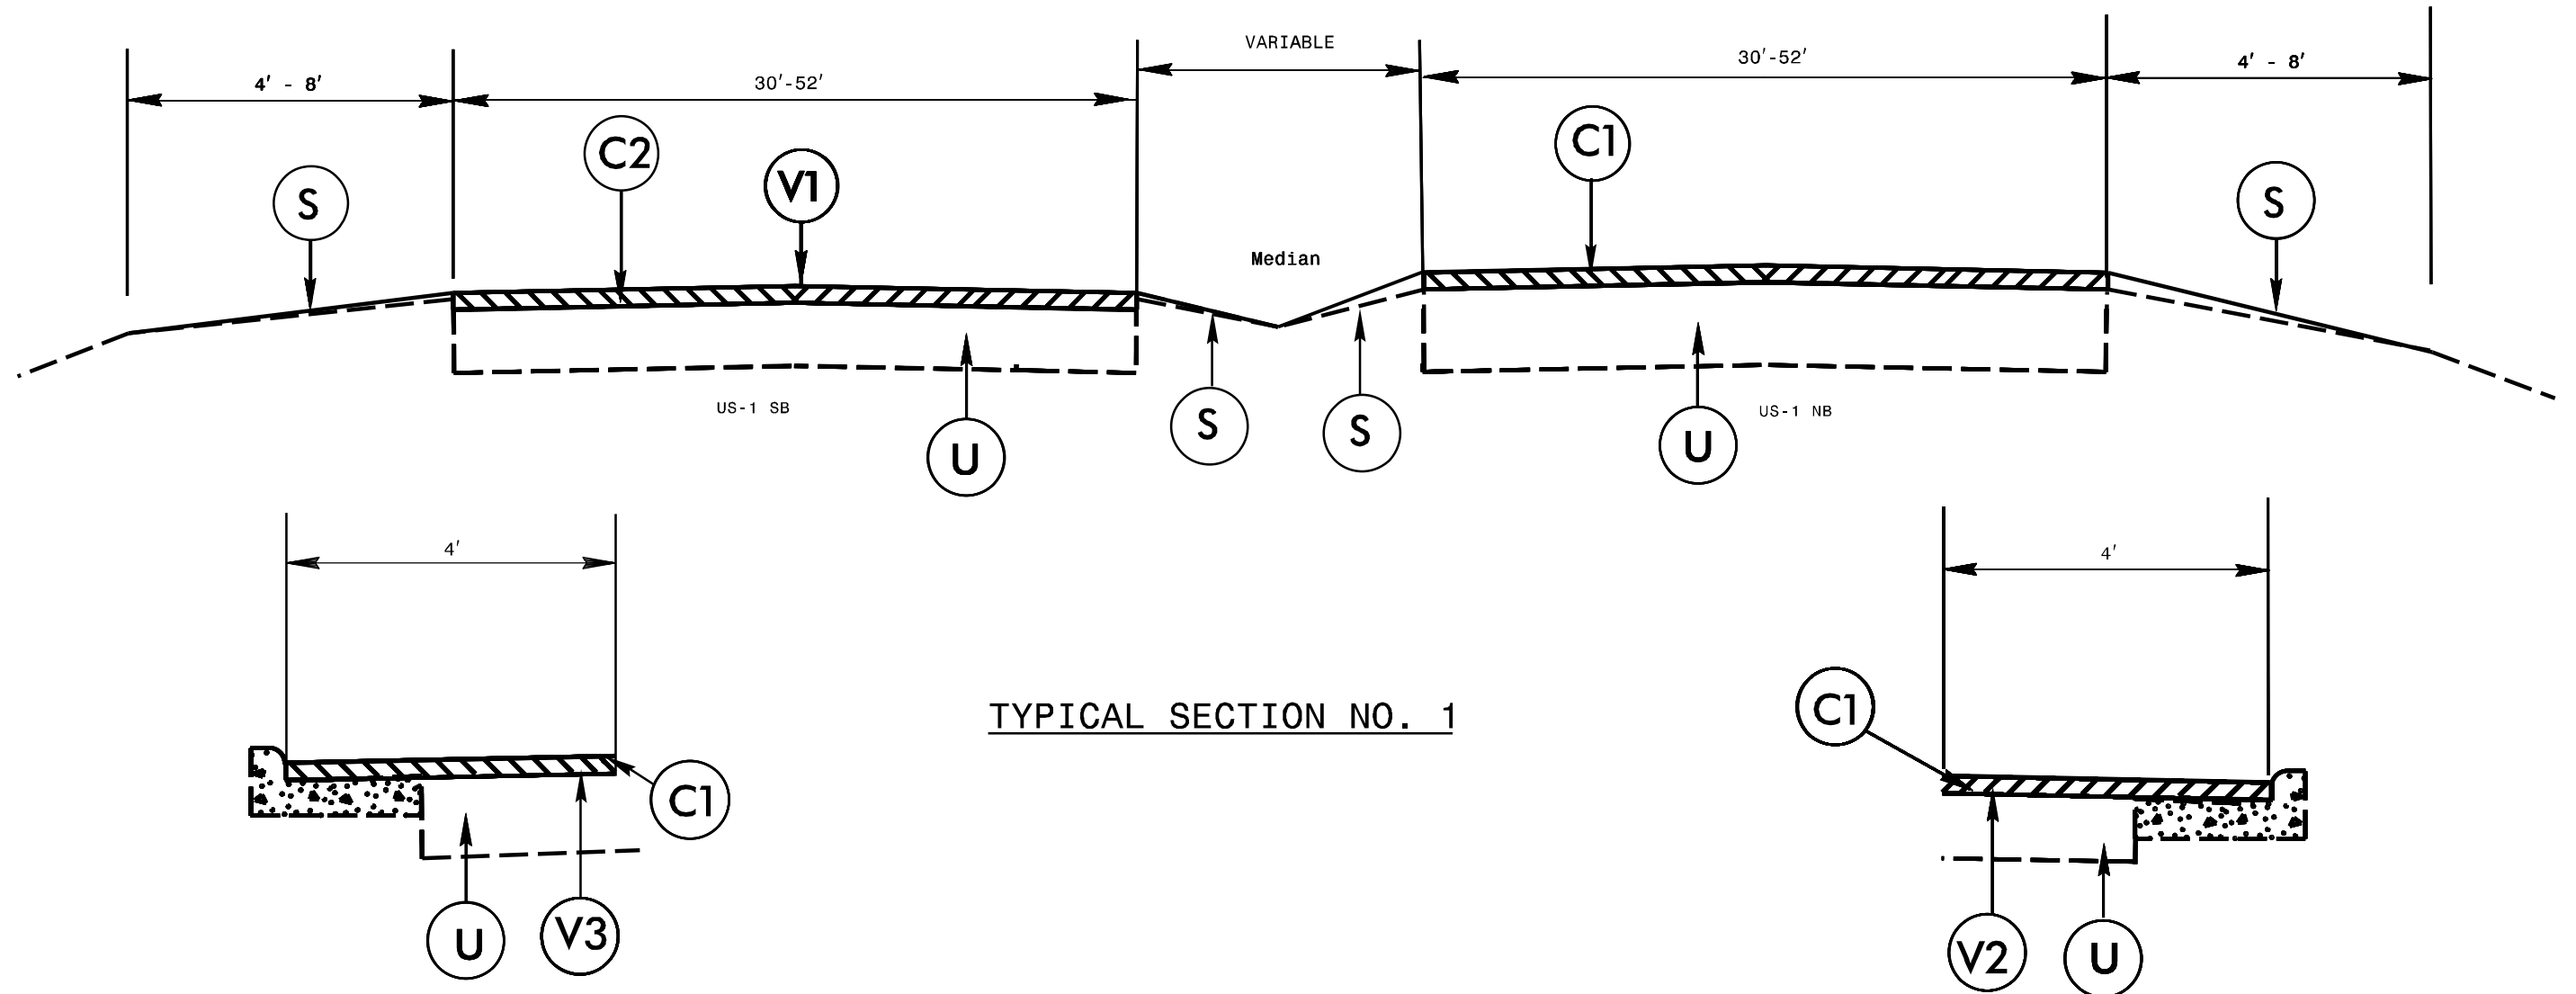 VARIABLE
4' - 8'
30'-52'
30'-52'
4' - 8'
C2
V1
C1
S
S
Median
US-1 SB
US-1 NB
U
S
S
U
4'
4'
TYPICAL SECTION NO. 1
C1
C1
U
V3
V2
U